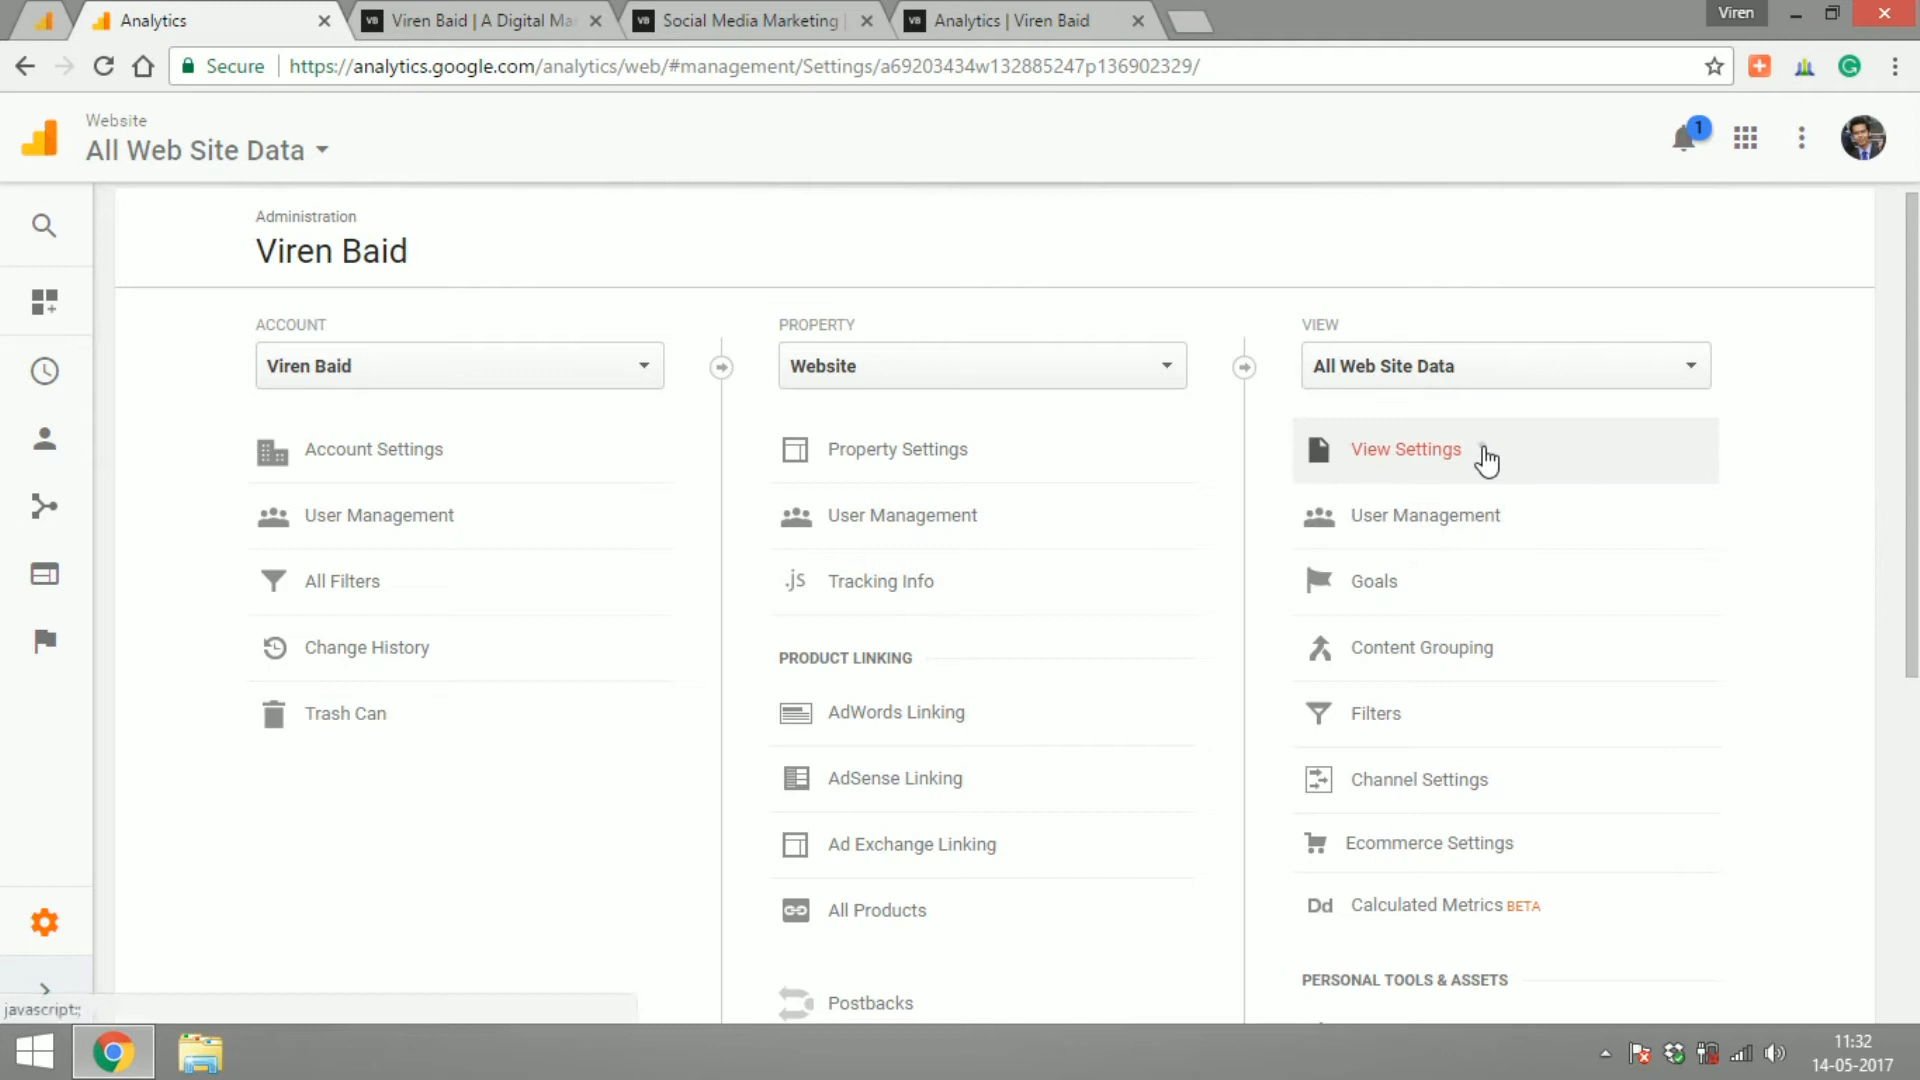 Analytics
VB Viren Baid | A Digital Ma
VB Social Media Marketing |
VB Analytics | Viren Baid
Viren
Secure https://analytics.google.com/analytics/web/#management/Settings/a69203434w132885247p136902329/
Website
All Web Site Data
1
Administration
Viren Baid
ACCOUNT
Viren Baid
Account Settings
User Management
All Filters
Change History
Trash Can
PROPERTY
Website
Property Settings
User Management
.js Tracking Info
PRODUCT LINKING
AdWords Linking
AdSense Linking
Ad Exchange Linking
All Products
Postbacks
VIEW
All Web Site Data
View Settings
User Management
Goals
Content Grouping
Filters
Channel Settings
Ecommerce Settings
Dd Calculated Metrics BETA
PERSONAL TOOLS & ASSETS
javascript:;
11:32
14-05-2017